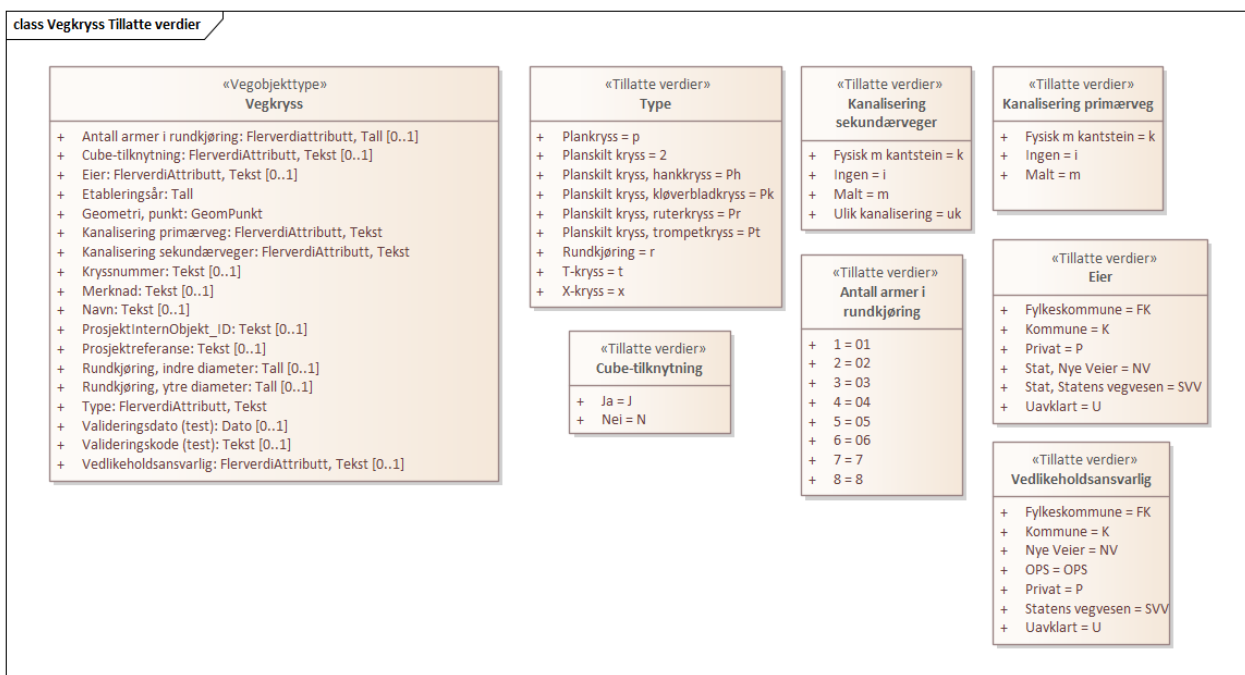 class Vegkryss Tillatte verdier
«Vegobjekttype»
Vegkryss
+ Antall armer i rundkjøring: Flerverdiattributt, Tall [0..1]
+ Cube-tilknytning: FlerverdiAttributt, Tekst [0..1]
+ Eier: FlerverdiAttributt, Tekst [0..1]
+ Etableringsår: Tall
+ Geometri, punkt: GeomPunkt
+ Kanalisering primærveg: FlerverdiAttributt, Tekst
+ Kanalisering sekundærveger: FlerverdiAttributt, Tekst
+ Kryssnummer: Tekst [0..1]
+ Merknad: Tekst [0..1]
+ Navn: Tekst [0..1]
+ ProsjektInternObjekt_ID: Tekst [0..1]
+ Prosjektreferanse: Tekst [0..1]
+ Rundkjøring, indre diameter: Tall [0..1]
+ Rundkjøring, ytre diameter: Tall [0..1]
+ Type: FlerverdiAttributt, Tekst
+ Valideringsdato (test): Dato [0..1]
+ Valideringskode (test): Tekst [0..1]
+ Vedlikeholdsansvarlig: FlerverdiAttributt, Tekst [0..1]
«Tillatte verdier»
Type
+ Plankryss = p
+ Planskilt kryss = 2
+ Planskilt kryss, hankkryss = Ph
+ Planskilt kryss, kløverbladkryss = Pk
+ Planskilt kryss, ruterkryss = Pr
+ Planskilt kryss, trompetkryss = Pt
+ Rundkjøring = r
+ T-kryss = t
+ X-kryss = x
«Tillatte verdier»
Cube-tilknytning
+ Ja = J
+ Nei = N
«Tillatte verdier»
Kanalisering
sekundærveger
+ Fysisk m kantstein = k
+ Ingen = i
+ Malt = m
+ Ulik kanalisering = uk
«Tillatte verdier»
Antall armer i
rundkjøring
+ 1 = 01
+ 2 = 02
+ 3 = 03
+ 4 = 04
+ 5 = 05
+ 6 = 06
+ 7 = 7
+ 8 = 8
«Tillatte verdier»
Kanalisering primærveg
+ Fysisk m kantstein = k
+ Ingen = i
+ Malt = m
«Tillatte verdier»
Eier
+ Fylkeskommune = FK
+ Kommune = K
+ Privat = P
+ Stat, Nye Veier = NV
+ Stat, Statens vegvesen = SVV
+ Uavklart = U
«Tillatte verdier»
Vedlikeholdsansvarlig
+ Fylkeskommune = FK
+ Kommune = K
+ Nye Veier = NV
+ OPS = OPS
+ Privat = P
+ Statens vegvesen = SVV
+ Uavklart = U